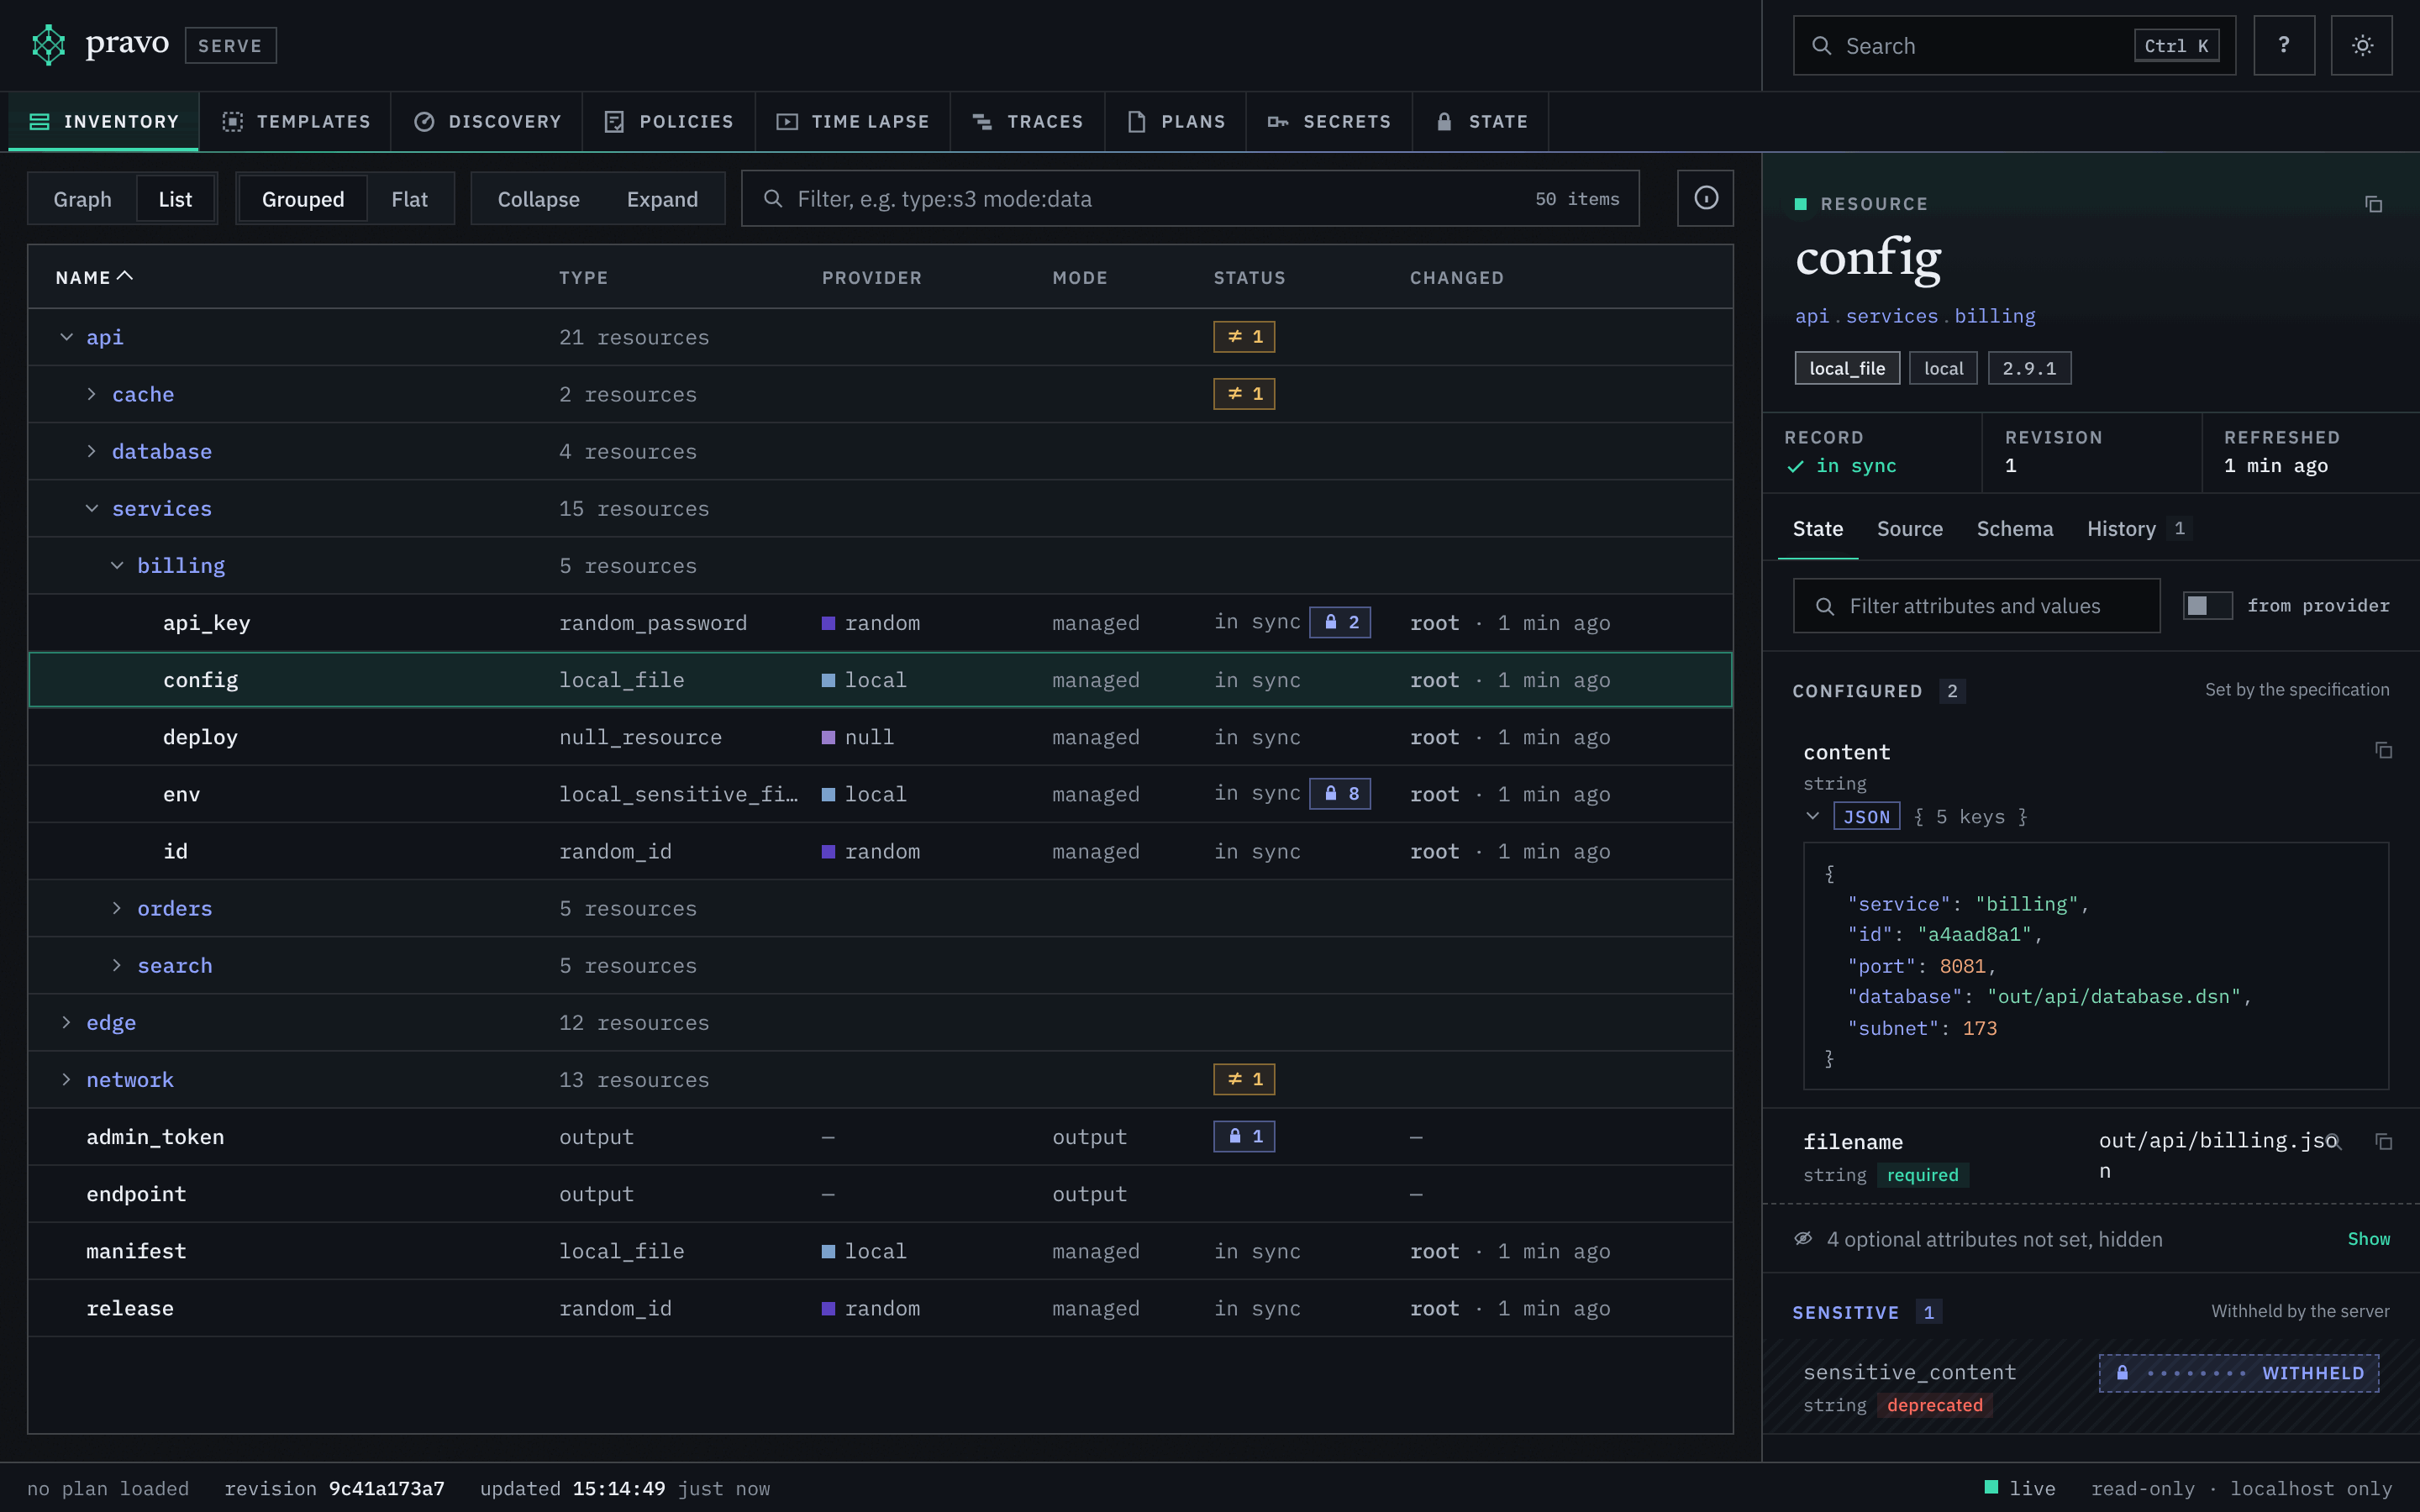 pravo SERVE
Search Ctrl K ?
INVENTORY TEMPLATES DISCOVERY POLICIES TIME LAPSE TRACES PLANS SECRETS STATE
Graph List Grouped Flat Collapse Expand Filter, e.g. type:s3 mode:data 50 items
NAME TYPE PROVIDER MODE STATUS CHANGED
api 21 resources ≠ 1
cache 2 resources ≠ 1
database 4 resources
services 15 resources
billing 5 resources
api_key random_password random managed in sync 2 root · 1 min ago
config local_file local managed in sync root · 1 min ago
deploy null_resource null managed in sync root · 1 min ago
env local_sensitive_fi… local managed in sync 8 root · 1 min ago
id random_id random managed in sync root · 1 min ago
orders 5 resources
search 5 resources
edge 12 resources
network 13 resources ≠ 1
admin_token output — output 1 —
endpoint output — output —
manifest local_file local managed in sync root · 1 min ago
release random_id random managed in sync root · 1 min ago
RESOURCE
config
api.services.billing
local_file local 2.9.1
RECORD REVISION REFRESHED
in sync 1 1 min ago
State Source Schema History 1
Filter attributes and values from provider
CONFIGURED 2 Set by the specification
content
string
JSON { 5 keys }
{
"service": "billing",
"id": "a4aad8a1",
"port": 8081,
"database": "out/api/database.dsn",
"subnet": 173
}
filename out/api/billing.jso
n
string required
4 optional attributes not set, hidden Show
SENSITIVE 1 Withheld by the server
sensitive_content •••••••• WITHHELD
string deprecated
no plan loaded revision 9c41a173a7 updated 15:14:49 just now live read-only · localhost only